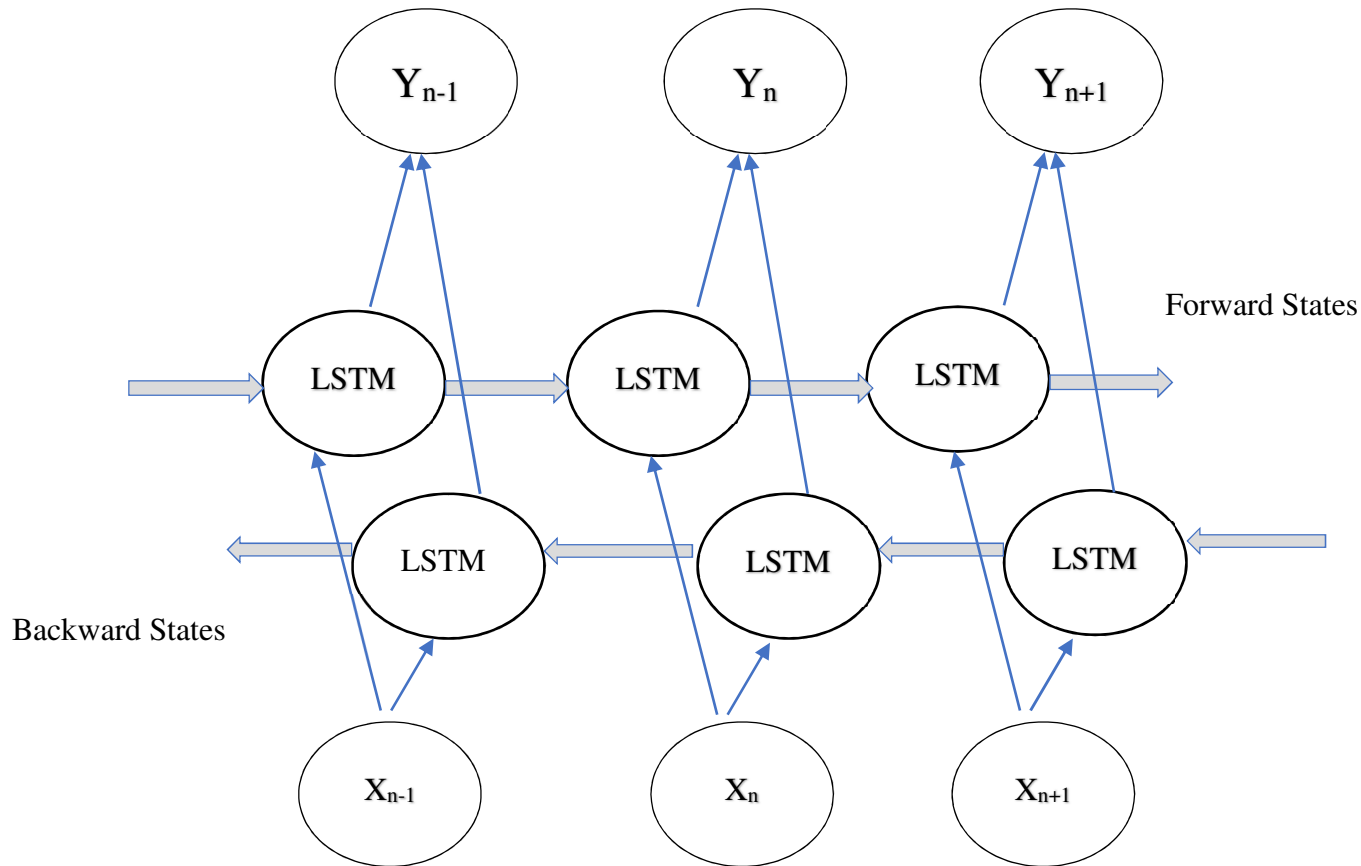 Yn-1 Yn Yn+1
Forward States
LSTM LSTM LSTM
LSTM LSTM LSTM
Backward States
Xn-1 Xn Xn+1